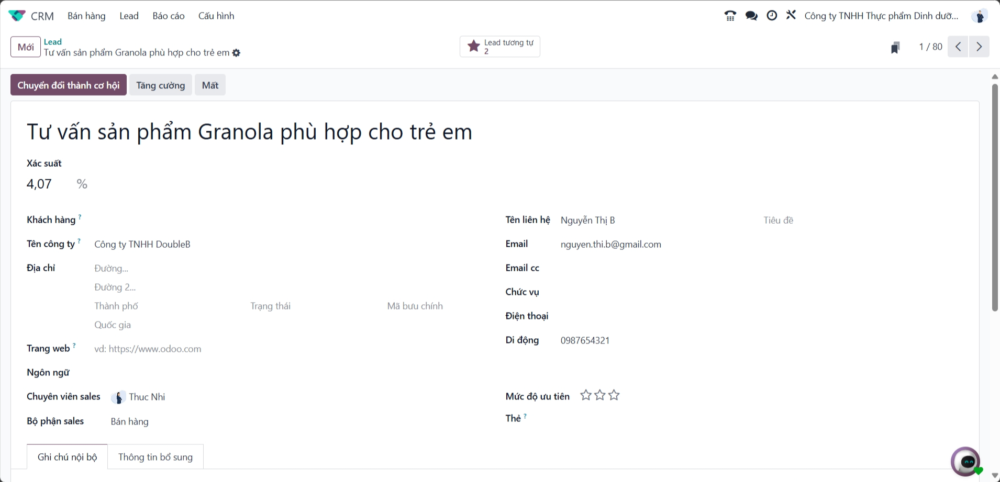 CRM Bán hàng Lead Báo cáo Cấu hình Công ty TNHH Thực phẩm Dinh dưỡ...
Mới
Lead
Tư vấn sản phẩm Granola phù hợp cho trẻ em
Lead tương tự
2
1 / 80
Chuyển đổi thành cơ hội Tăng cường Mất
Tư vấn sản phẩm Granola phù hợp cho trẻ em
Xác suất
4,07 %
Khách hàng ?
Tên công ty ? Công ty TNHH DoubleB
Địa chỉ Đường...
Đường 2...
Thành phố Trạng thái Mã bưu chính
Quốc gia
Trang web ? vd: https://www.odoo.com
Ngôn ngữ
Chuyên viên sales Thuc Nhi
Bộ phận sales Bán hàng
Tên liên hệ Nguyễn Thị B Tiêu đề
Email nguyen.thi.b@gmail.com
Email cc
Chức vụ
Điện thoại
Di động 0987654321
Mức độ ưu tiên
Thẻ ?
Ghi chú nội bộ Thông tin bổ sung